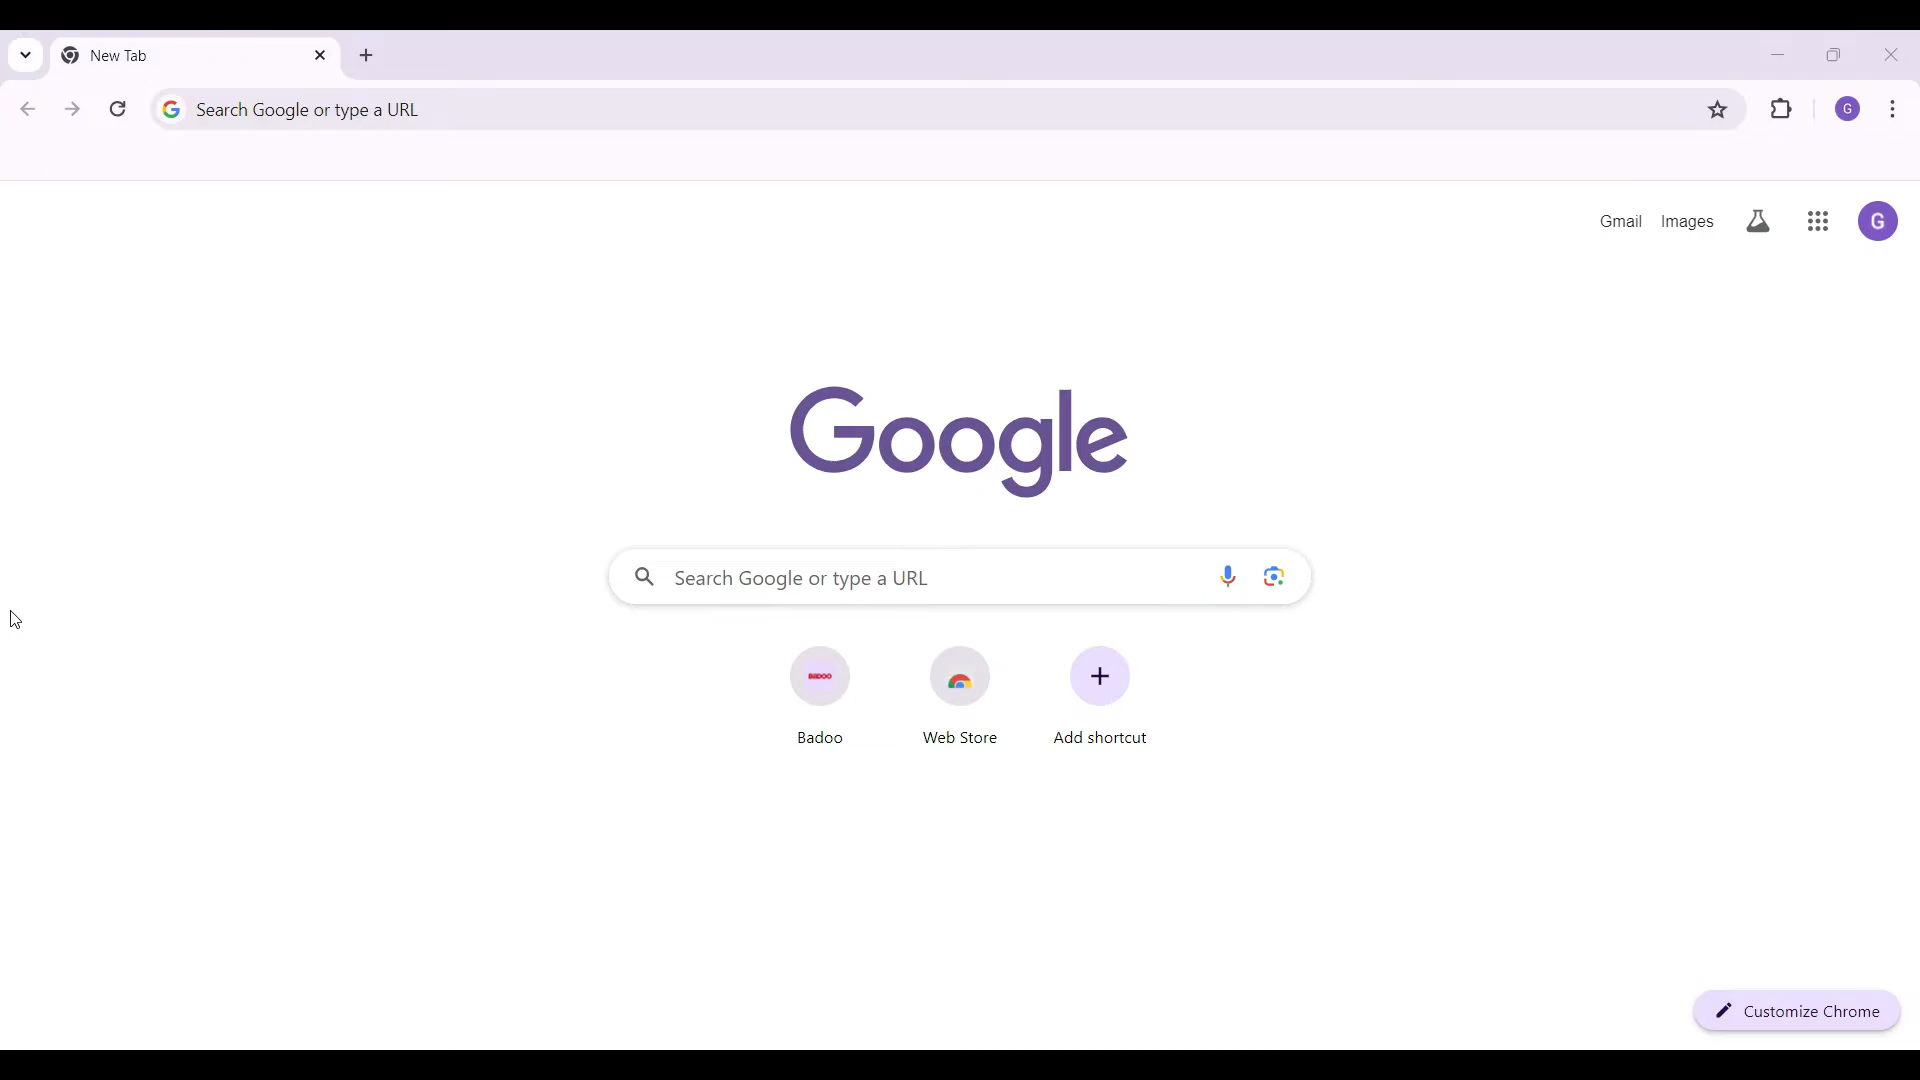 New Tab
Search Google or type a URL
G
Gmail Images
G
Google
Search Google or type a URL
BADOO
Badoo Web Store Add shortcut
Customize Chrome